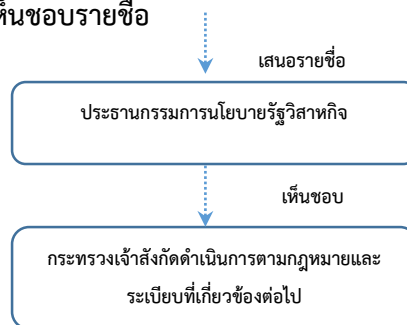 เห็นชอบรายชื่อ
เสนอรายชื่อ
ประธานกรรมการนโยบายรัฐวิสาหกิจ
เห็นชอบ
กระทรวงเจ้าสังกัดดำเนินการตามกฎหมายและ
ระเบียบที่เกี่ยวข้องต่อไป